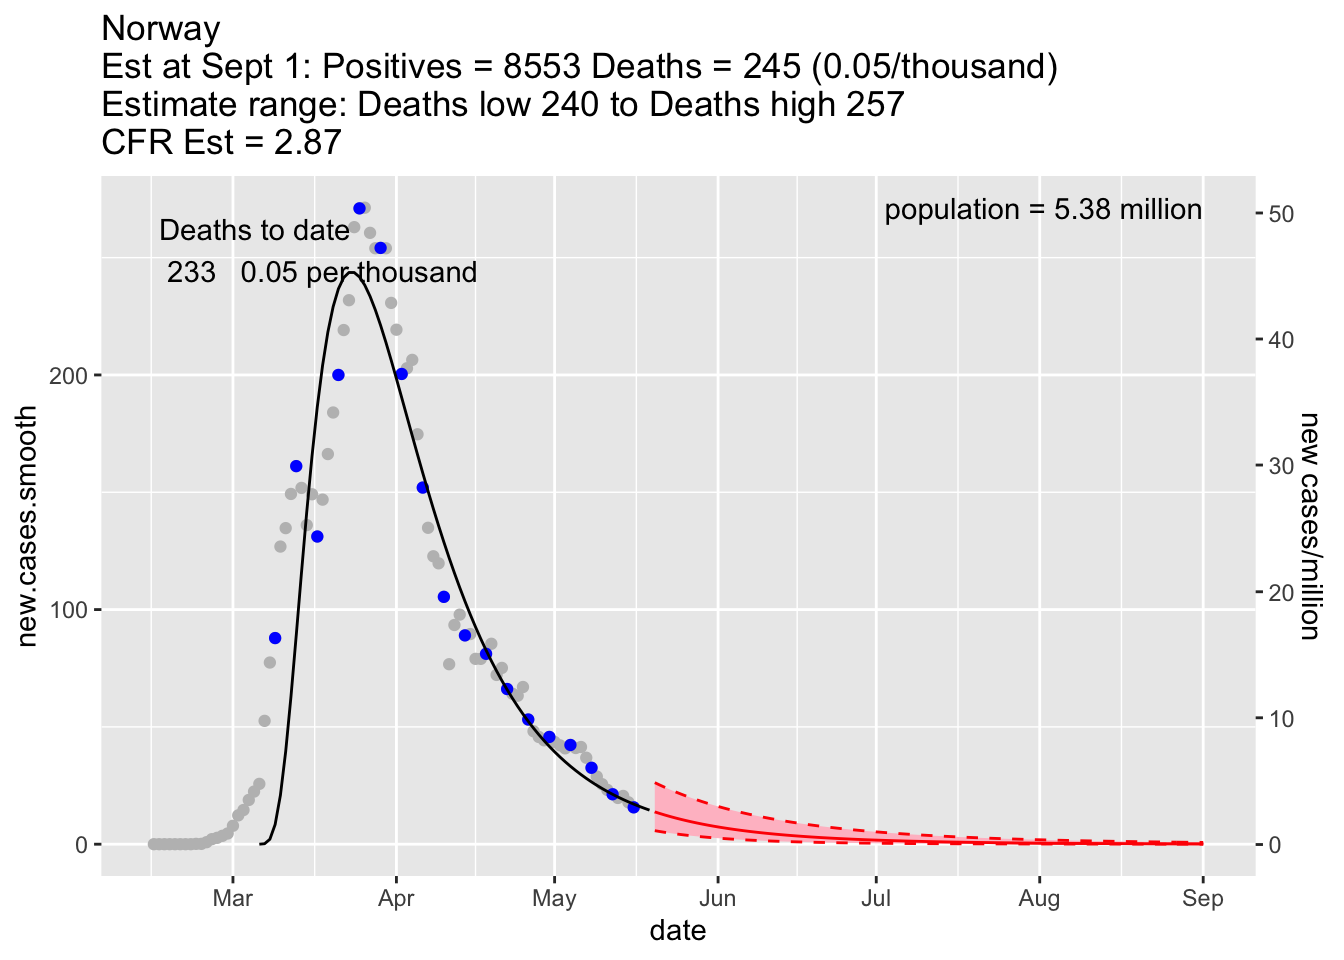 Norway
Est at Sept 1: Positives = 8553 Deaths = 245 (0.05/thousand)
Estimate range: Deaths low 240 to Deaths high 257
CFR Est = 2.87
Deaths to date
233   0.05 per thousand
population = 5.38 million
new.cases.smooth
200
100
0
50
40
30
20
10
0
new cases/million
Mar
Apr
May
Jun
Jul
Aug
Sep
date